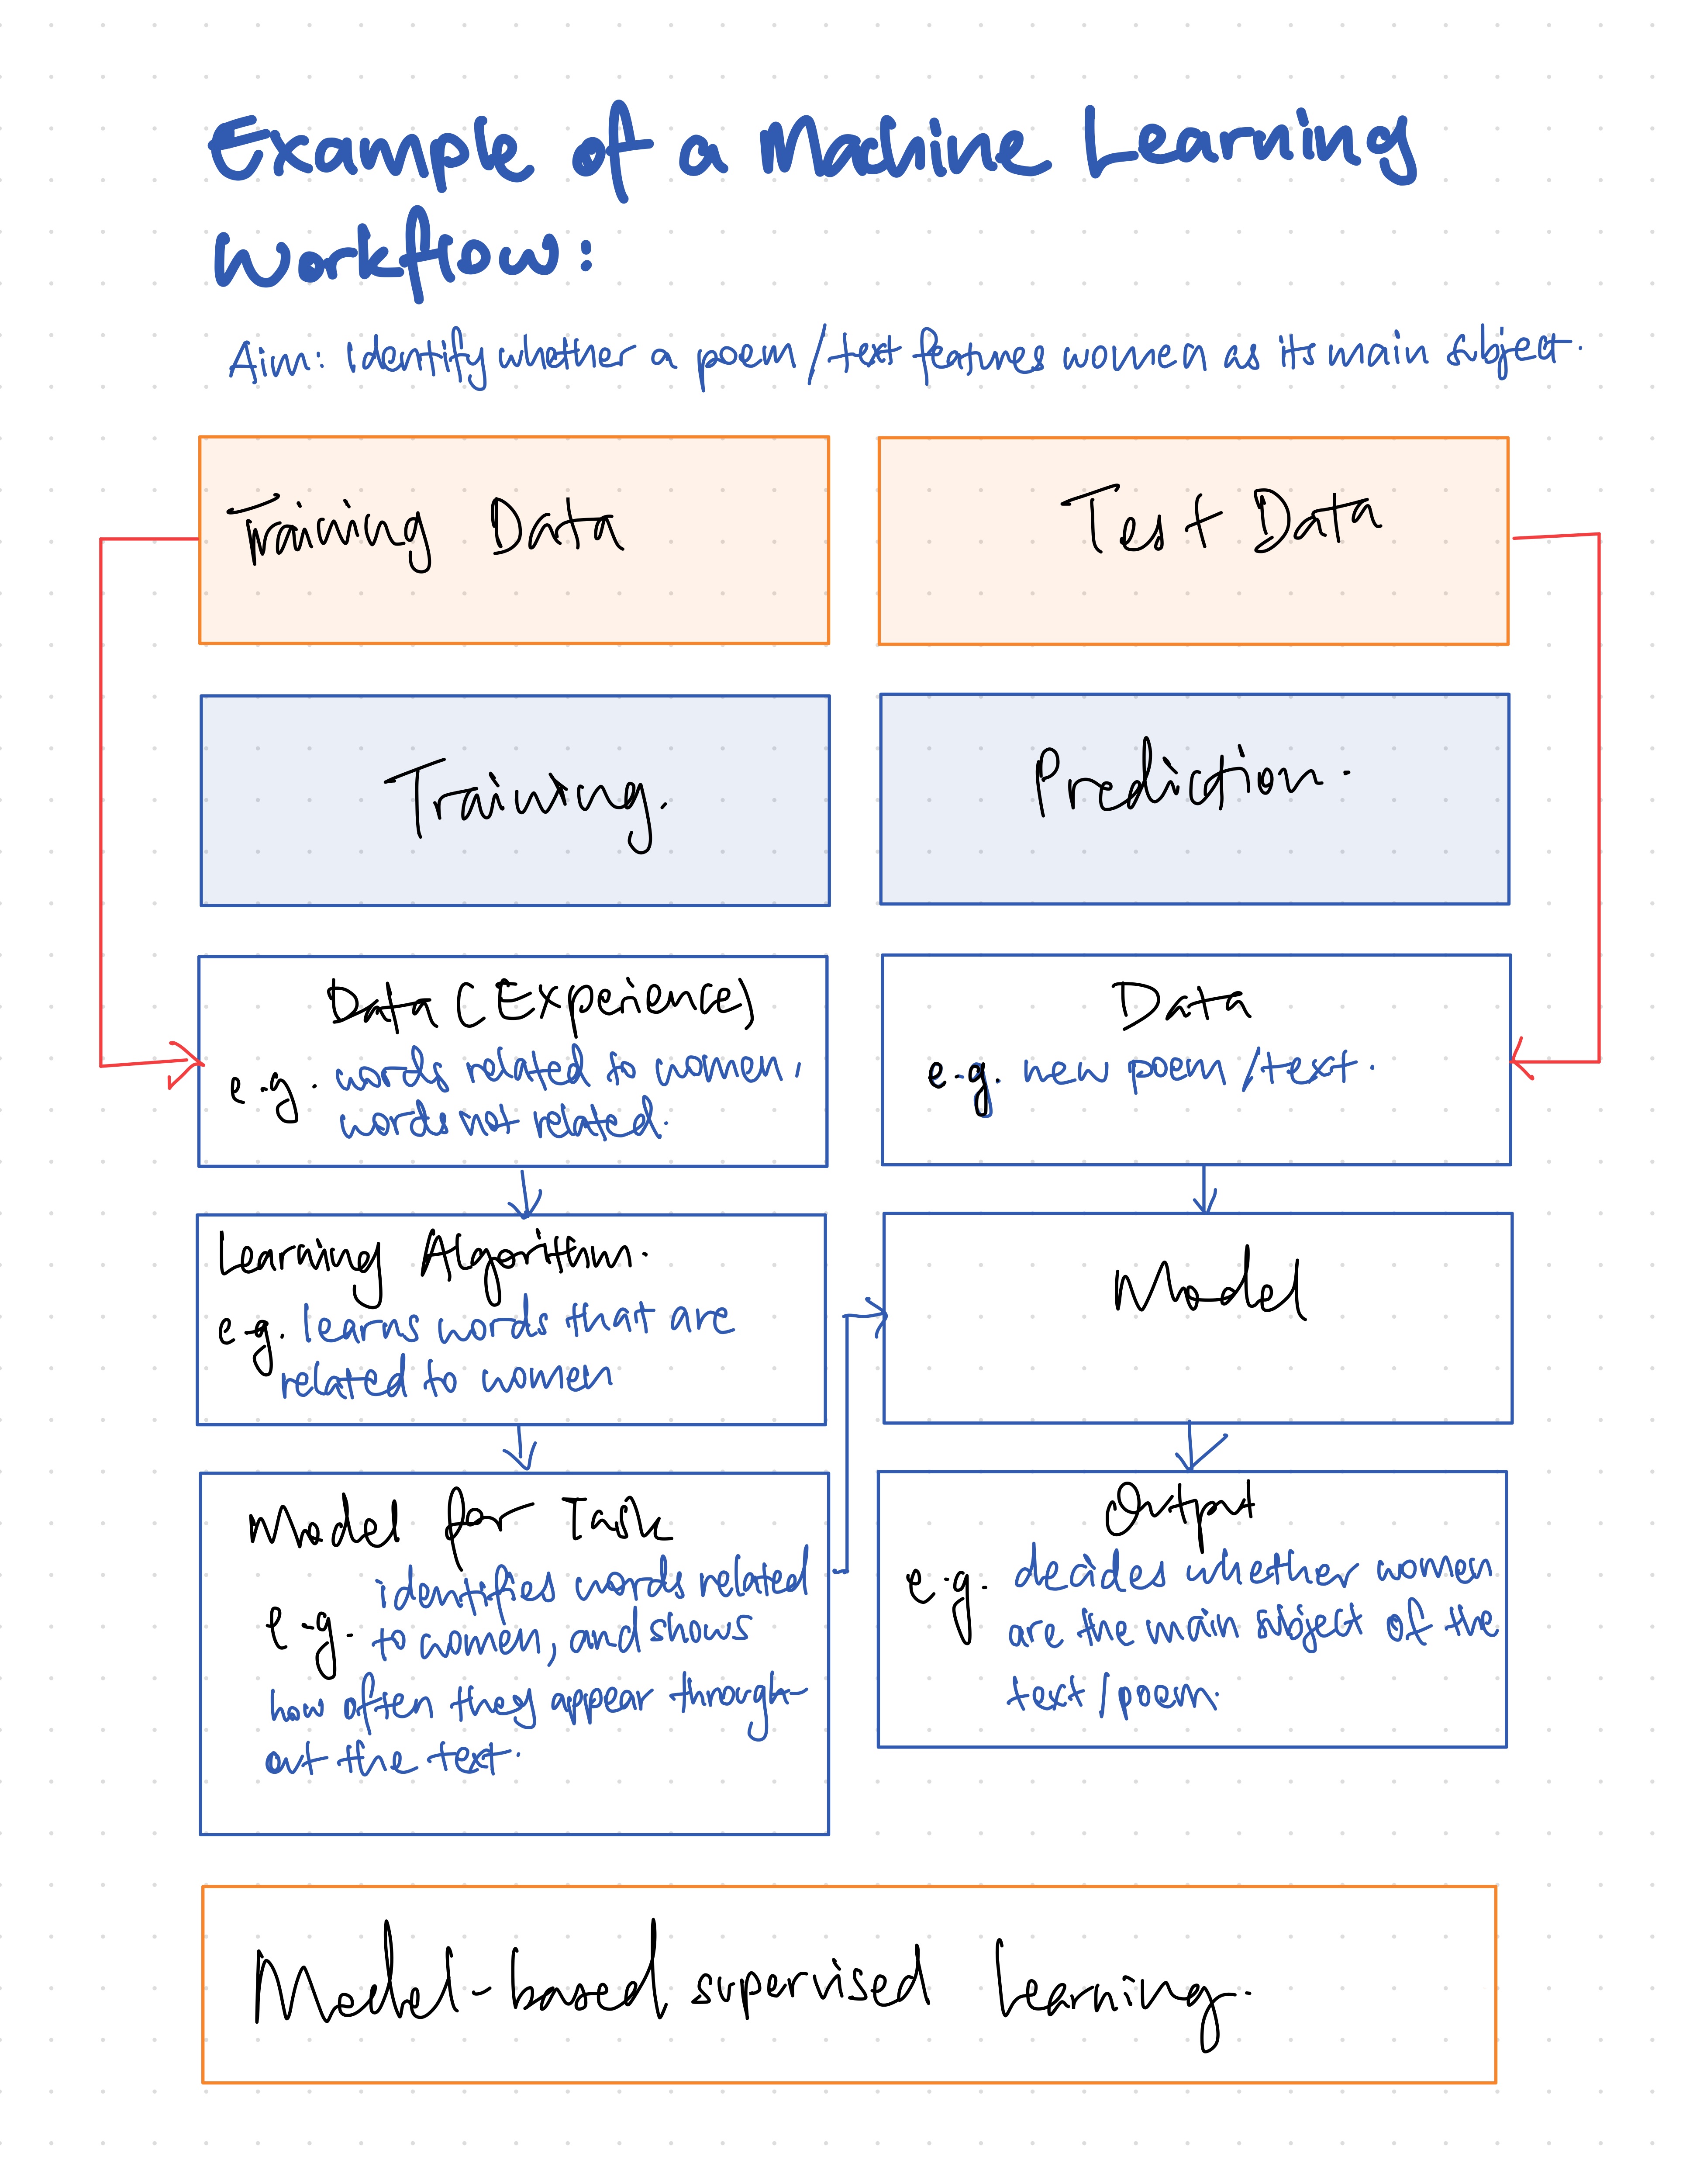 Example of a Machine Learning
Workflow:
Aim: identify whether a poem/text features women as its main subject.
Training Data
Test Data
Training.
Prediction.
Data (Experience)
e.g. words related to women,
words not related.
Data
e.g. new poem/text.
Learning Algorithm.
e.g. learns words that are
related to women
Model
Model for Task
e.g. identifies words related
to women, and shows
how often they appear through-
out the text.
Output
e.g. decides whether women
are the main subject of the
text/poem.
Model-based supervised Learning.